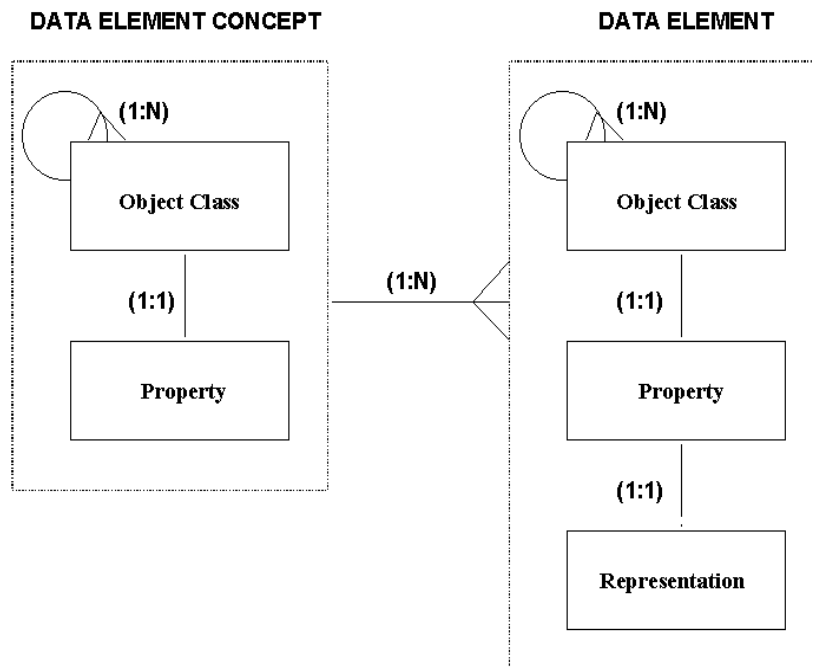 DATA ELEMENT CONCEPT
(1:N)
Object Class
(1:1)
Property
(1:N)
DATA ELEMENT
(1:N)
Object Class
(1:1)
Property
(1:1)
Representation